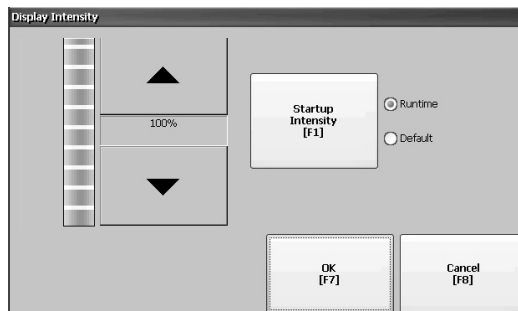 Display Intensity
100%
Startup
Intensity
[F1]
Runtime
Default
OK
[F7]
Cancel
[F8]